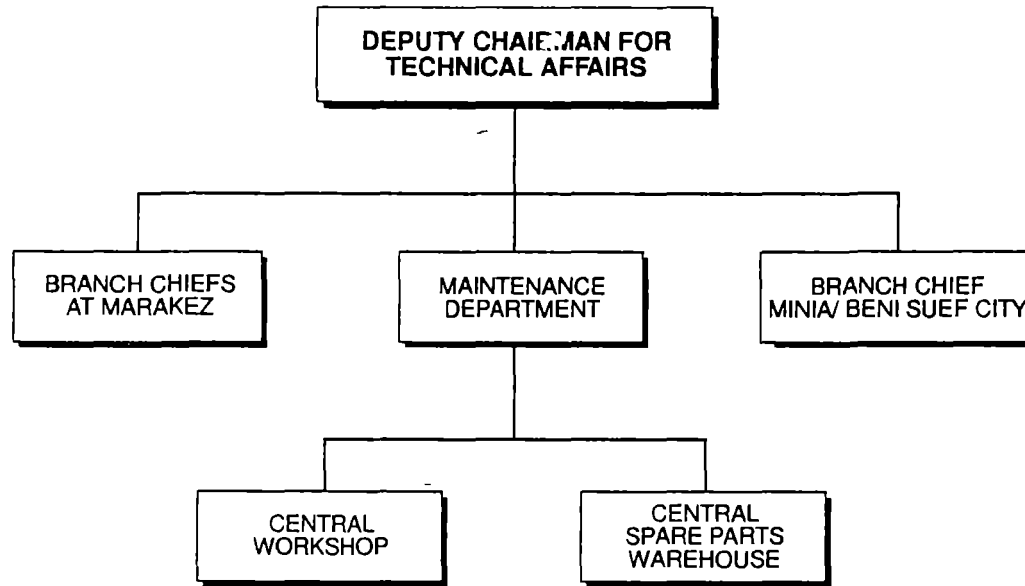 DEPUTY CHAIRMAN FOR
TECHNICAL AFFAIRS
BRANCH CHIEFS
AT MARAKEZ
MAINTENANCE
DEPARTMENT
BRANCH CHIEF
MINIA/ BENI SUEF CITY
CENTRAL
WORKSHOP
CENTRAL
SPARE PARTS
WAREHOUSE